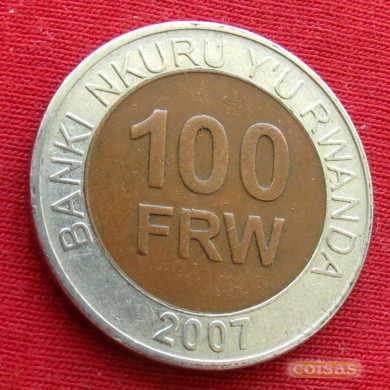 BANKI NKURU Y'U RWANDA
100
FRW
2007
coisas